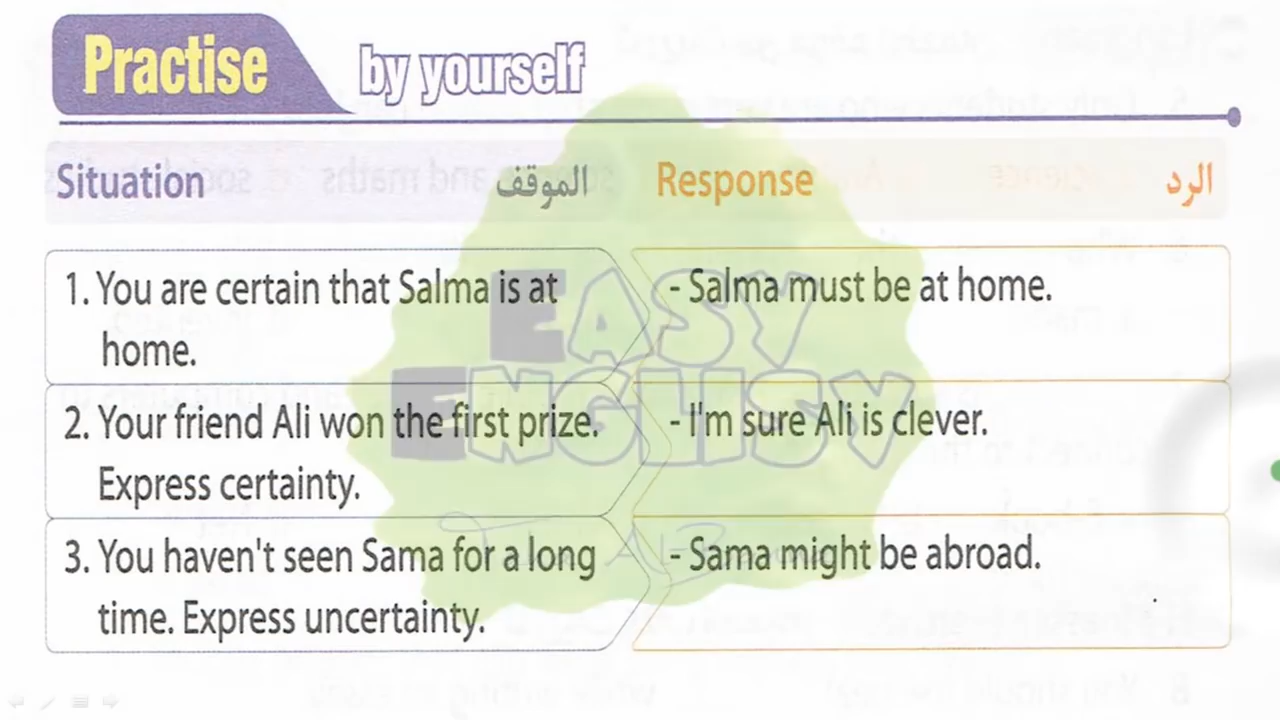 Practise by yourself
Situation الموقف Response الرد
1. You are certain that Salma is at
home.
- Salma must be at home.
2. Your friend Ali won the first prize.
Express certainty.
- I'm sure Ali is clever.
3. You haven't seen Sama for a long
time. Express uncertainty.
- Sama might be abroad.
EASY
ENGLISH